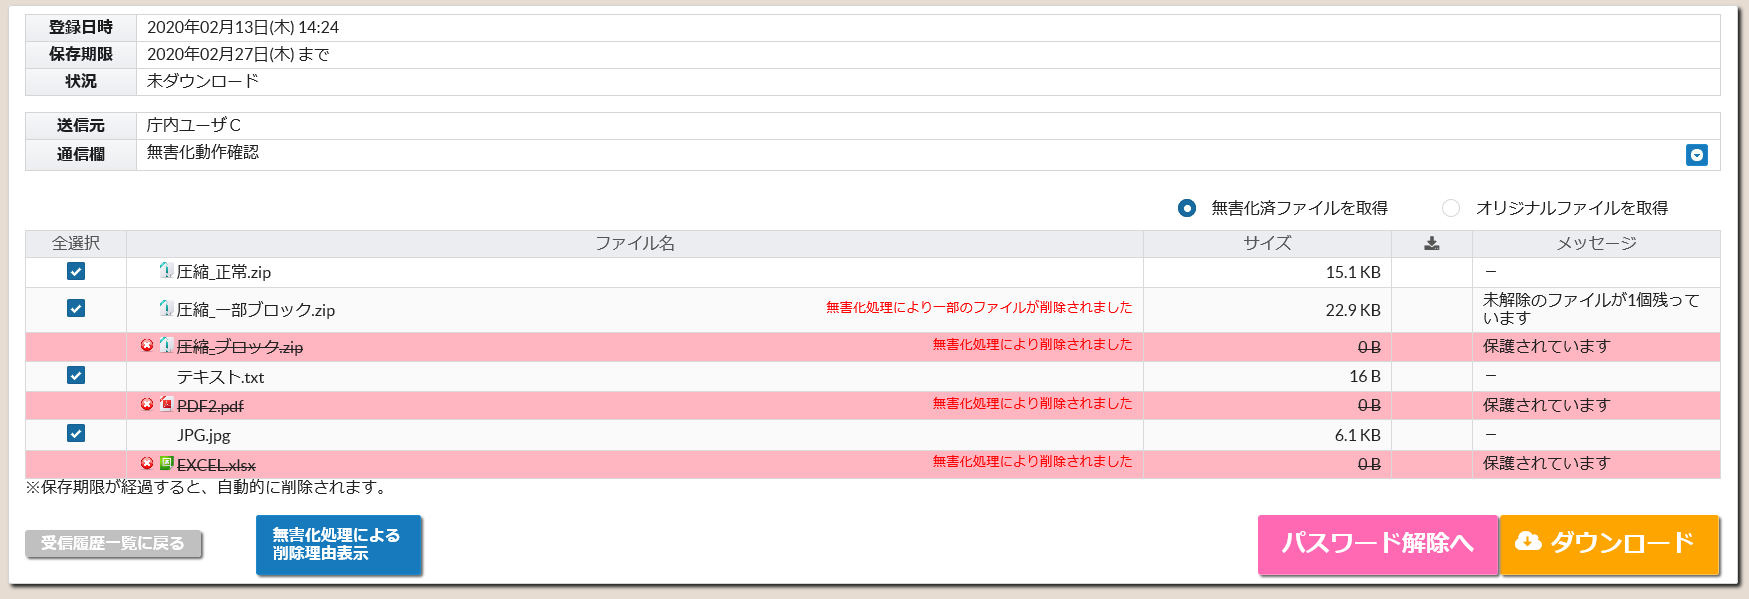 登録日時 2020年02月13日(木) 14:24
保存期限 2020年02月27日(木) まで
状況 未ダウンロード
送信元 庁内ユーザＣ
通信欄 無害化動作確認
無害化済ファイルを取得 オリジナルファイルを取得
全選択 ファイル名 サイズ メッセージ
圧縮_正常.zip 15.1 KB －
圧縮_一部ブロック.zip 無害化処理により一部のファイルが削除されました 22.9 KB 未解除のファイルが1個残って
います
圧縮_ブロック.zip 無害化処理により削除されました 0 B 保護されています
テキスト.txt 16 B －
PDF2.pdf 無害化処理により削除されました 0 B 保護されています
JPG.jpg 6.1 KB －
EXCEL.xlsx 無害化処理により削除されました 0 B 保護されています
※保存期限が経過すると、自動的に削除されます。
受信履歴一覧に戻る
無害化処理による
削除理由表示
パスワード解除へ
ダウンロード